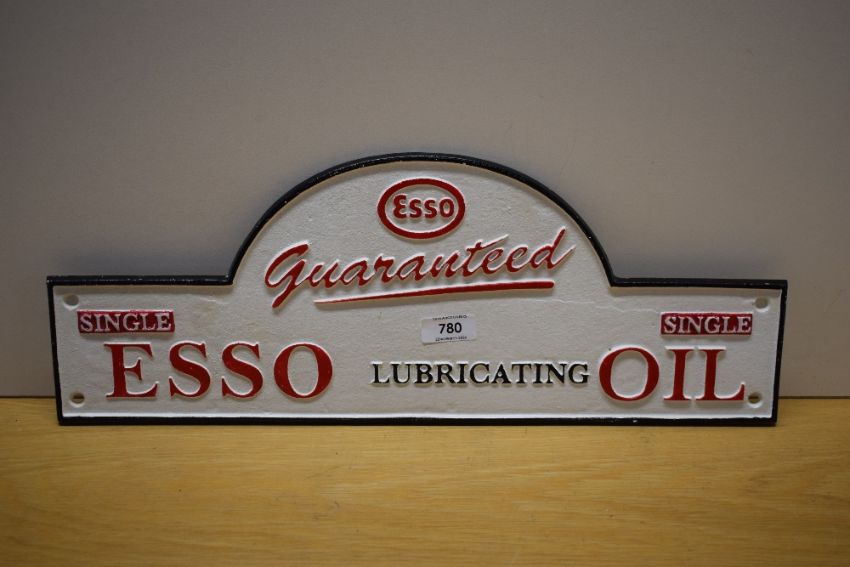 Esso
Guaranteed
780
SINGLE SINGLE
ESSO LUBRICATING OIL